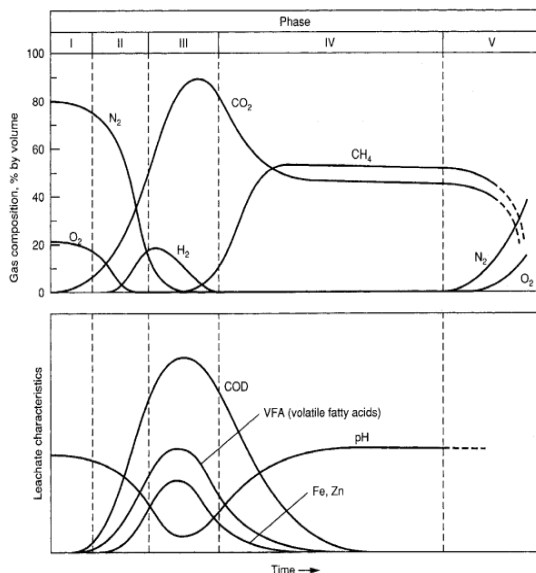 Phase
I II III IV V
Gas composition, % by volume
100
80
60
40
20
0
N₂
O₂
CO₂
H₂
CH₄
N₂
O₂
Leachate characteristics
COD
VFA (volatile fatty acids)
pH
Fe, Zn
Time →